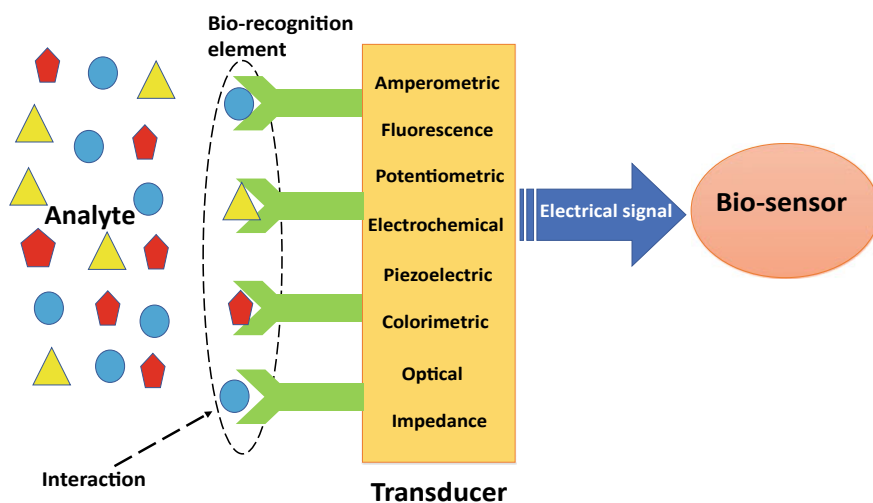 Bio-recognition
element
Analyte
Interaction
Amperometric
Fluorescence
Potentiometric
Electrochemical
Piezoelectric
Colorimetric
Optical
Impedance
Transducer
Electrical signal
Bio-sensor